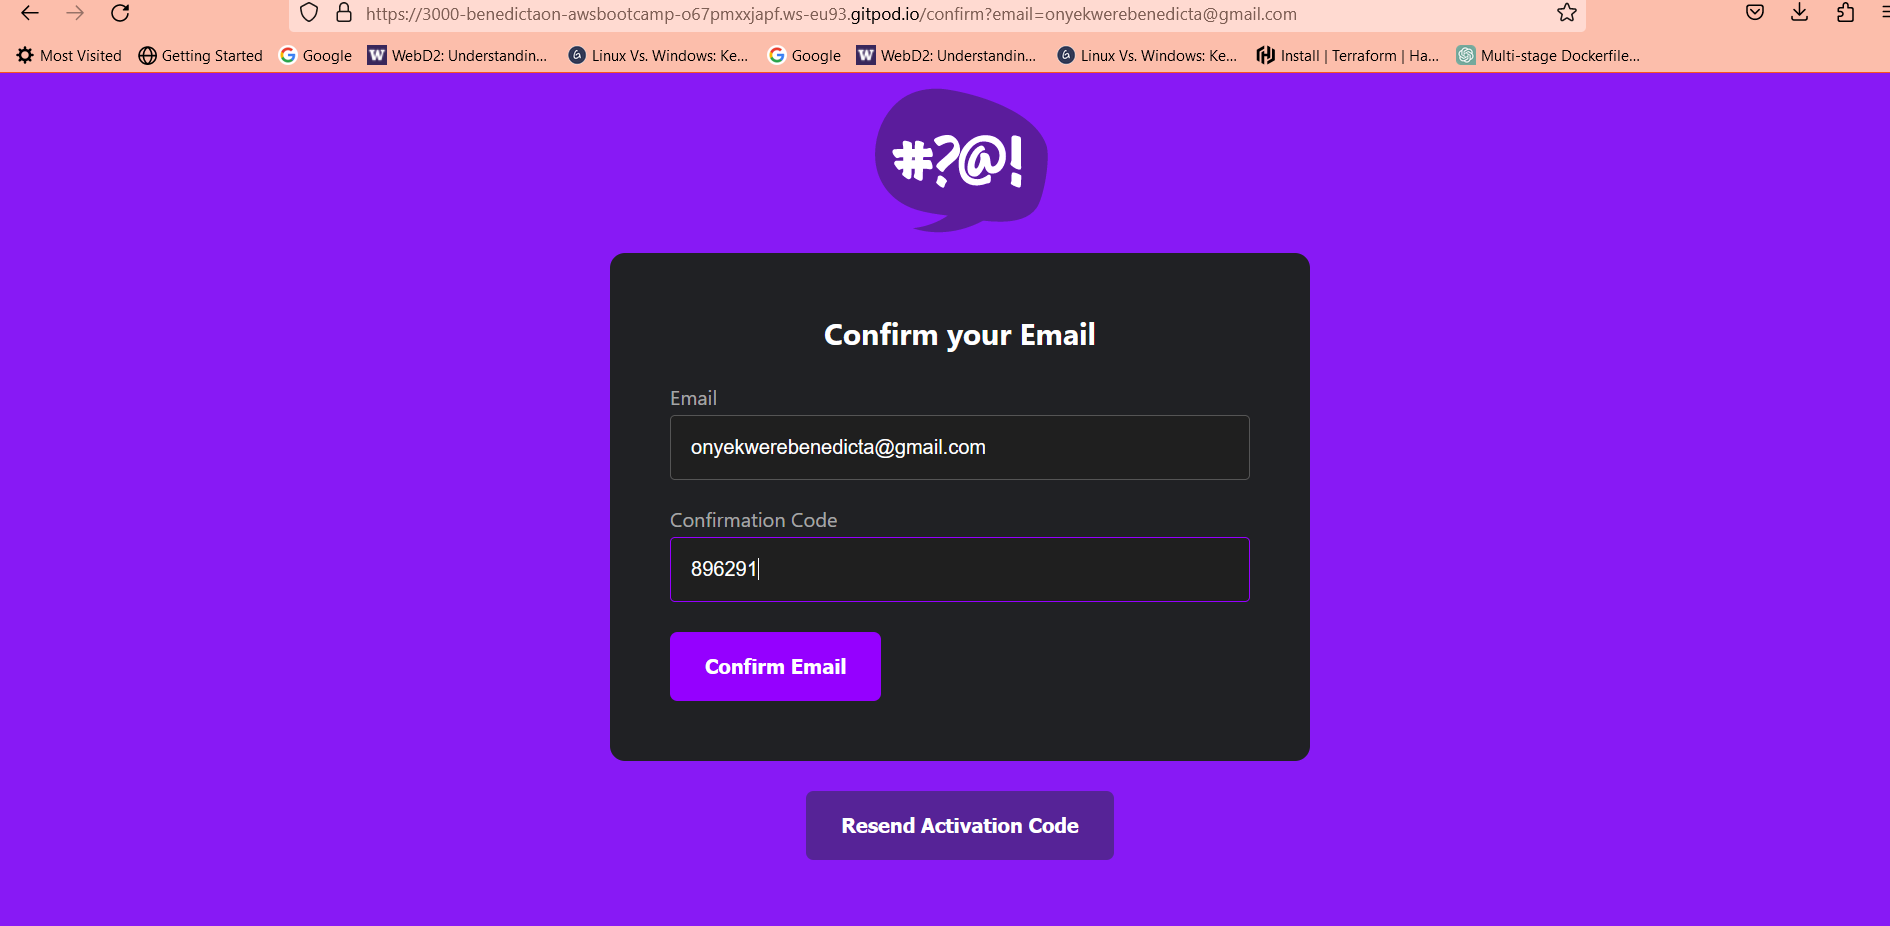 https://3000-benedictaon-awsbootcamp-o67pmxxjapf.ws-eu93.gitpod.io/confirm?email=onyekwerebenedicta@gmail.com
Most Visited Getting Started Google WebD2: Understandin... Linux Vs. Windows: Ke... Google WebD2: Understandin... Linux Vs. Windows: Ke... Install | Terraform | Ha... Multi-stage Dockerfile...
#?@!
Confirm your Email
Email
onyekwerebenedicta@gmail.com
Confirmation Code
896291
Confirm Email
Resend Activation Code